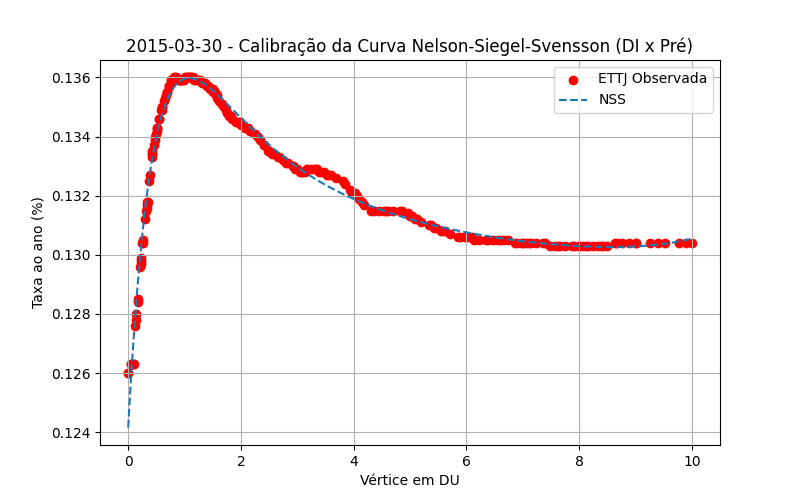 2015-03-30 - Calibração da Curva Nelson-Siegel-Svensson (DI x Pré)
ETTJ Observada
NSS
Taxa ao ano (%)
0.136
0.134
0.132
0.130
0.128
0.126
0.124
0 2 4 6 8 10
Vértice em DU